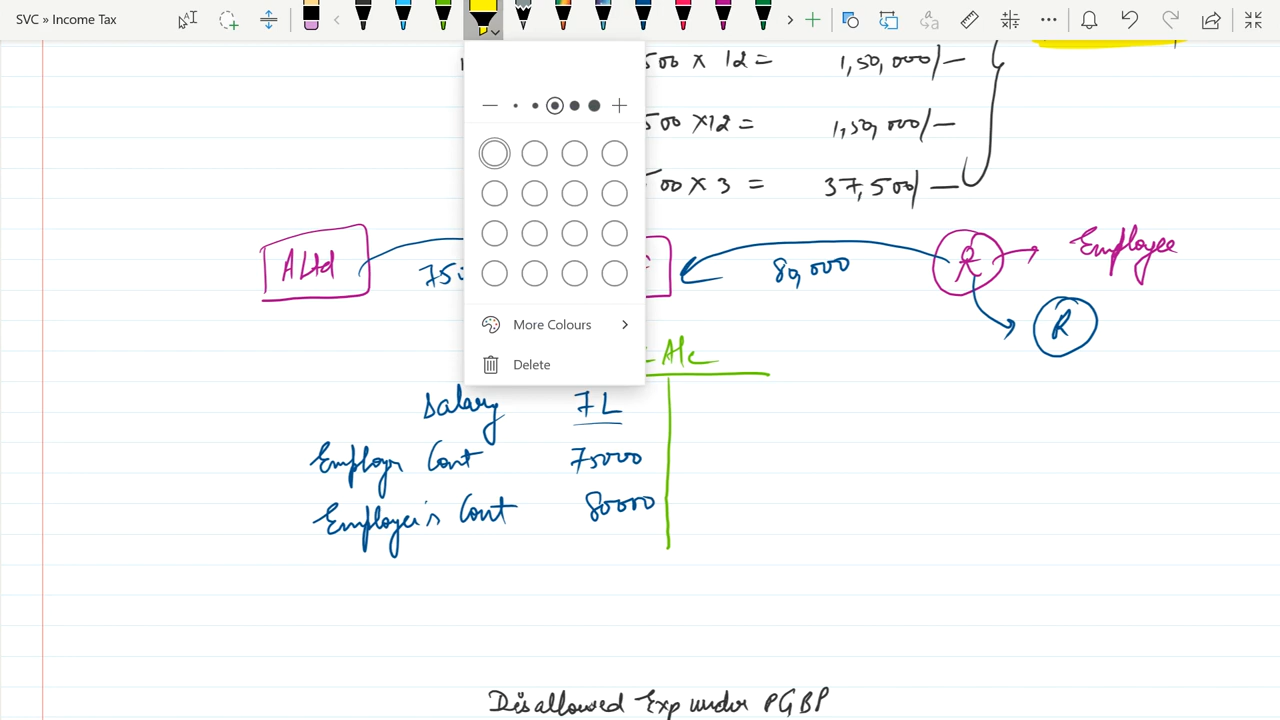 SVC » Income Tax
500 x 12 = 1,50,000/-
500 x 12 = 1,50,000/-
00 x 3 = 37,500/-
A Ltd 80,000 R Employee
R
More Colours
A/c
Delete
Salary 7L
Employer Cont 75000
Employee's Cont 80000
Disallowed Exp under PGBP